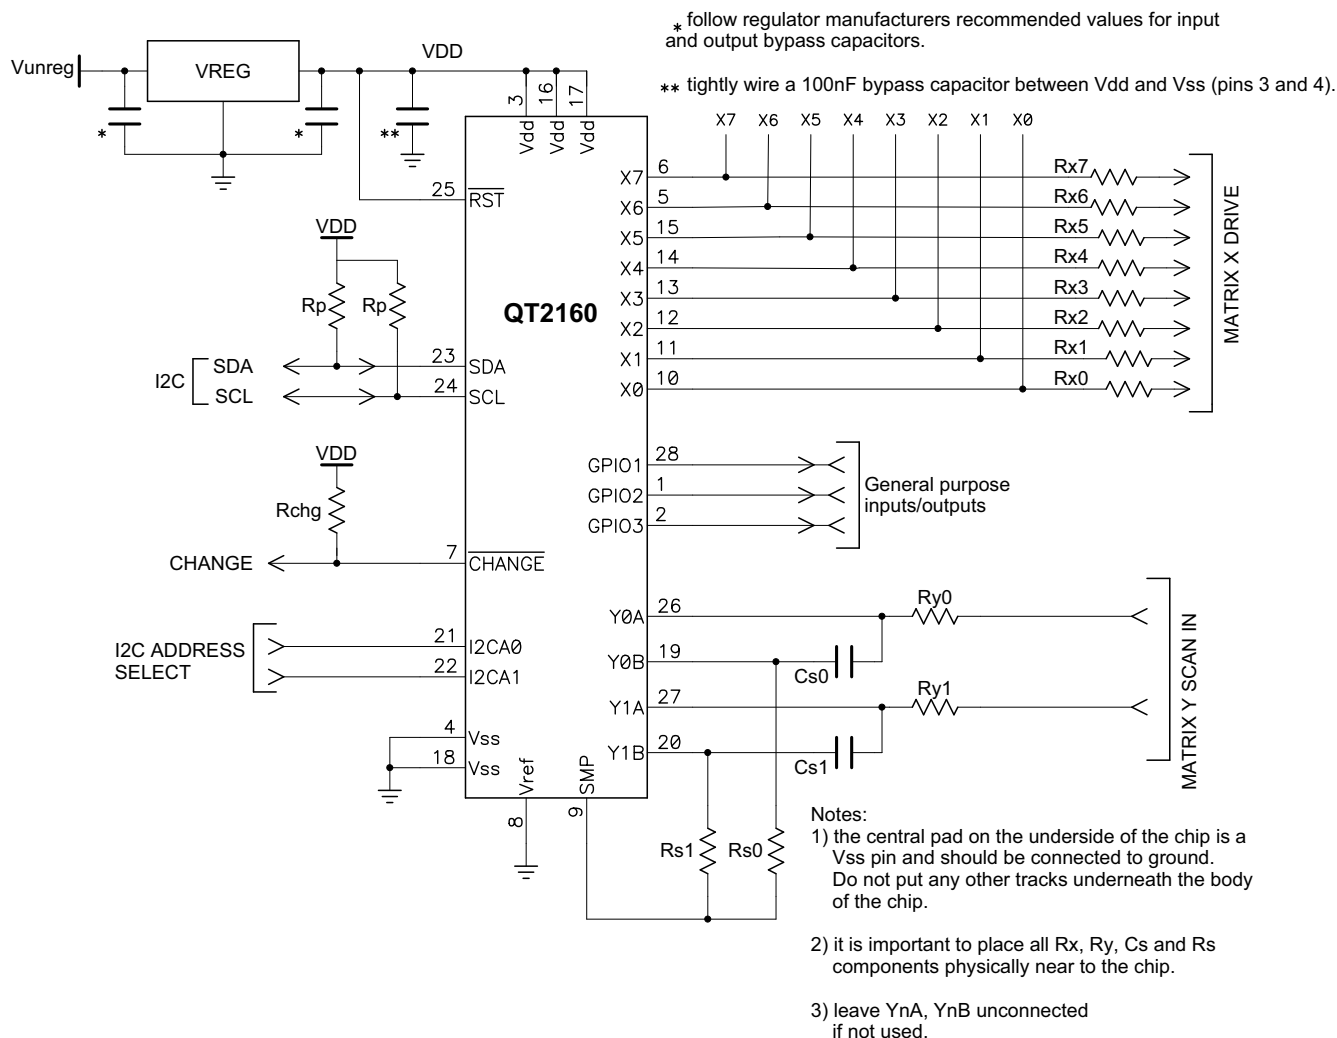 * follow regulator manufacturers recommended values for input
and output bypass capacitors.
** tightly wire a 100nF bypass capacitor between Vdd and Vss (pins 3 and 4).
Vunreg
VREG
VDD
*
*
**
3
16
17
Vdd
Vdd
Vdd
X7 X6 X5 X4 X3 X2 X1 X0
25 RST
X7 6 Rx7
X6 5 Rx6
X5 15 Rx5
X4 14 Rx4
X3 13 Rx3
X2 12 Rx2
X1 11 Rx1
X0 10 Rx0
MATRIX X DRIVE
VDD
Rp Rp
QT2160
I2C
SDA 23 SDA
SCL 24 SCL
VDD
Rchg
CHANGE 7 CHANGE
GPIO1 28
GPIO2 1
GPIO3 2
General purpose
inputs/outputs
I2C ADDRESS
SELECT
21 I2CA0
22 I2CA1
4 Vss
18 Vss
Vref
8
SMP
9
Y0A 26 Ry0
Y0B 19 Cs0
Y1A 27 Ry1
Y1B 20 Cs1
MATRIX Y SCAN IN
Rs1 Rs0
Notes:
1) the central pad on the underside of the chip is a
Vss pin and should be connected to ground.
Do not put any other tracks underneath the body
of the chip.
2) it is important to place all Rx, Ry, Cs and Rs
components physically near to the chip.
3) leave YnA, YnB unconnected
if not used.